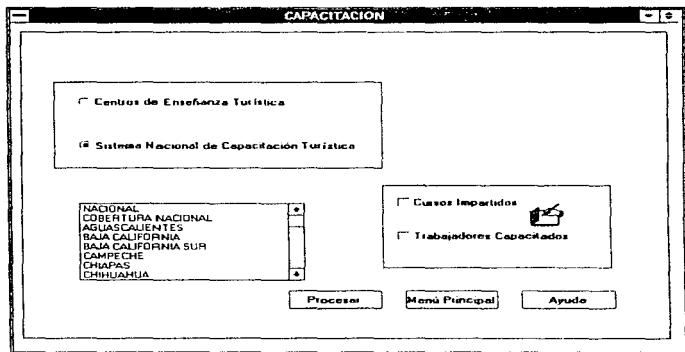 CAPACITACION
Centros de Enseñanza Turística
Sistema Nacional de Capacitación Turística
NACIONAL
COBERTURA NACIONAL
AGUASCALIENTES
BAJA CALIFORNIA
BAJA CALIFORNIA SUR
CAMPECHE
CHIAPAS
CHIHUAHUA
Cursos Impartidos
Trabajadores Capacitados
Procesar
Menú Principal
Ayuda